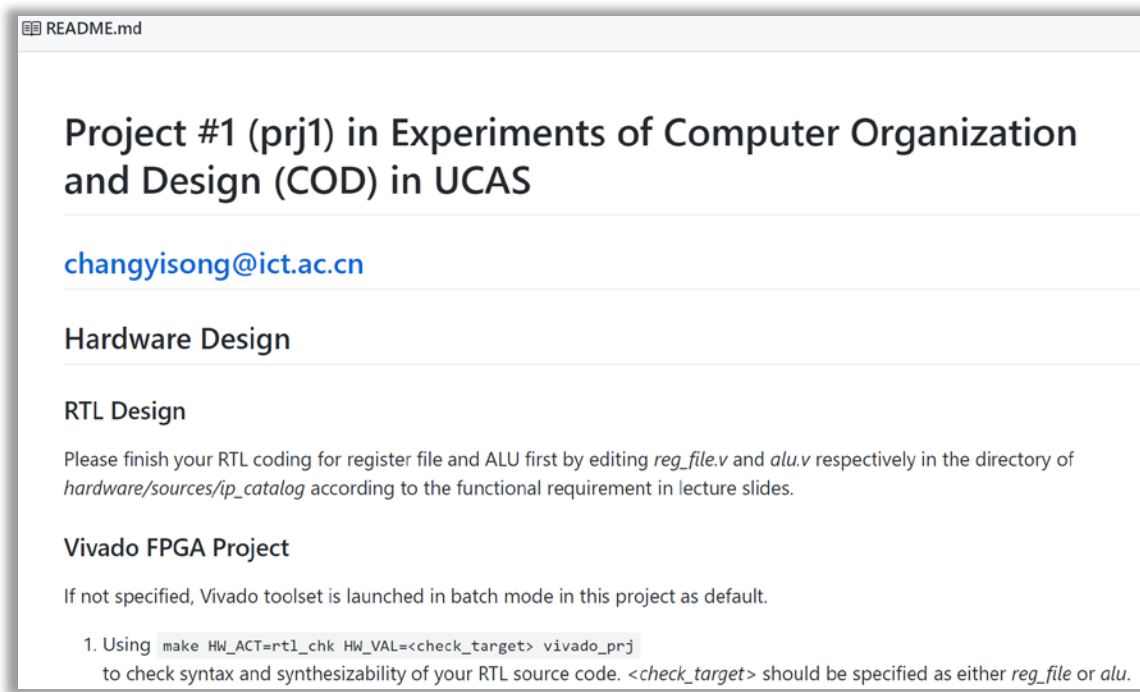 README.md
Project #1 (prj1) in Experiments of Computer Organization
and Design (COD) in UCAS
changyisong@ict.ac.cn
Hardware Design
RTL Design
Please finish your RTL coding for register file and ALU first by editing reg_file.v and alu.v respectively in the directory of
hardware/sources/ip_catalog according to the functional requirement in lecture slides.
Vivado FPGA Project
If not specified, Vivado toolset is launched in batch mode in this project as default.
1. Using make HW_ACT=rtl_chk HW_VAL=<check_target> vivado_prj
to check syntax and synthesizability of your RTL source code. <check_target> should be specified as either reg_file or alu.